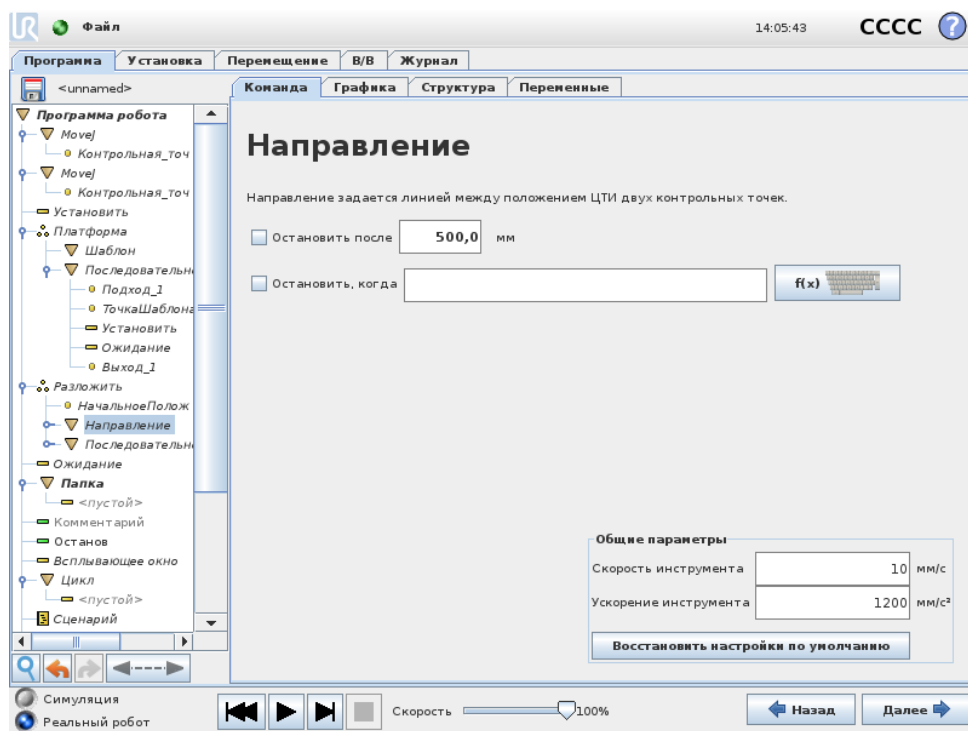 UR Файл 14:05:43 CCCC ?
Программа Установка Перемещение В/В Журнал
<unnamed> Команда Графика Структура Переменные
Программа робота
MoveJ
Контрольная_точ
MoveJ
Контрольная_точ
Установить
Платформа
Шаблон
Последовательн
Подход_1
ТочкаШаблона
Установить
Ожидание
Выход_1
Разложить
НачальноеПолож
Направление
Последовательн
Ожидание
Папка
<пустой>
Комментарий
Останов
Всплывающее окно
Цикл
<пустой>
Сценарий
Направление
Направление задается линией между положением ЦТИ двух контрольных точек.
Остановить после 500,0 мм
Остановить, когда f(x)
Общие параметры
Скорость инструмента 10 мм/с
Ускорение инструмента 1200 мм/с²
Восстановить настройки по умолчанию
Симуляция
Реальный робот
Скорость 100%
Назад Далее